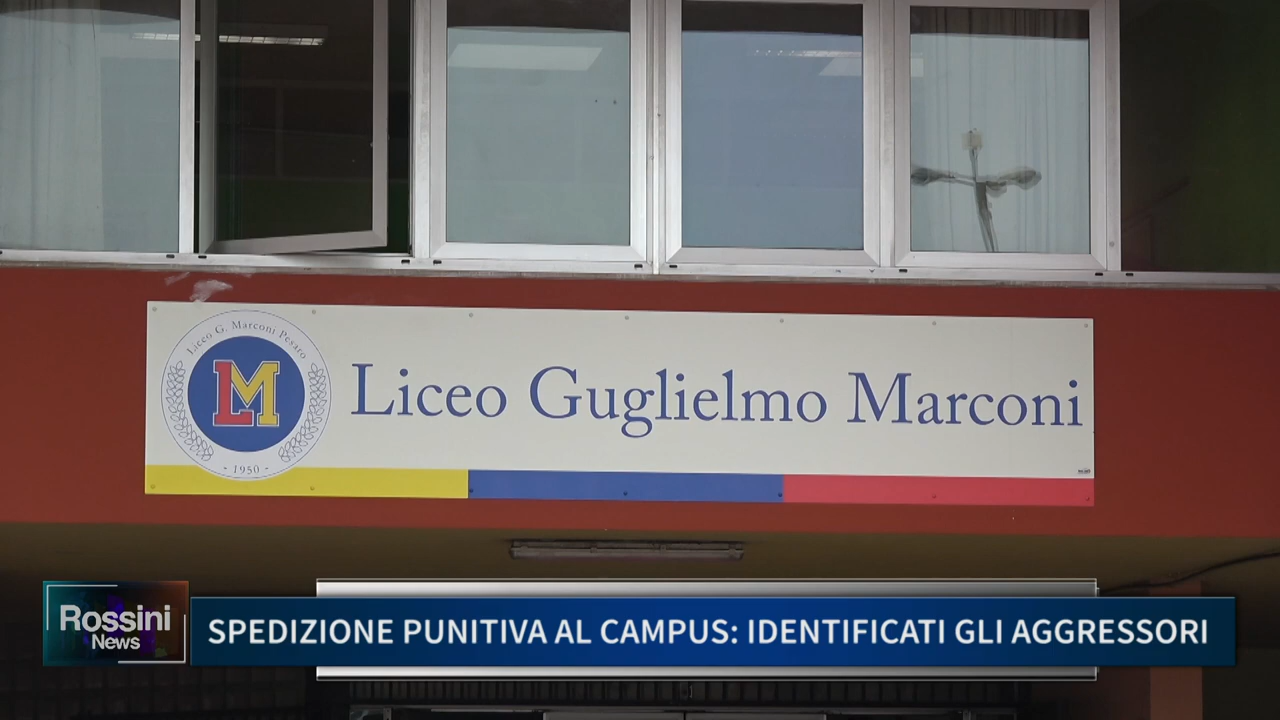 Liceo G. Marconi Pesaro
LM
- 1950 -
Liceo Guglielmo Marconi
Rossini
News
SPEDIZIONE PUNITIVA AL CAMPUS: IDENTIFICATI GLI AGGRESSORI